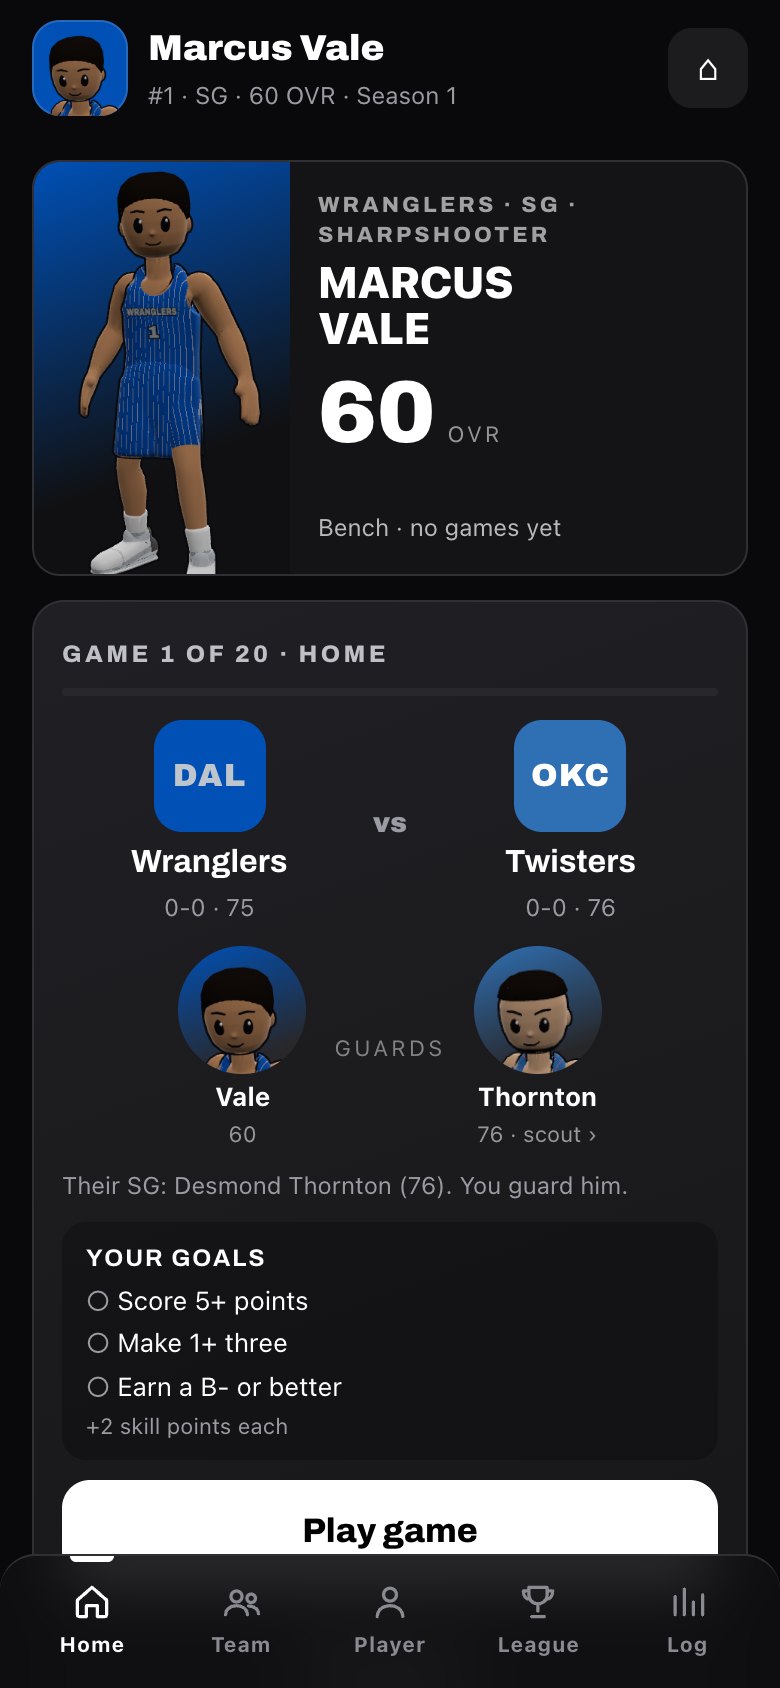 Marcus Vale
#1 · SG · 60 OVR · Season 1
WRANGLERS · SG ·
SHARPSHOOTER
MARCUS
VALE
60 OVR
WRANGLERS
1
Bench · no games yet
GAME 1 OF 20 · HOME
DAL
vs
OKC
Wranglers
Twisters
0-0 · 75
0-0 · 76
GUARDS
Vale
Thornton
60
76 · scout ›
Their SG: Desmond Thornton (76). You guard him.
YOUR GOALS
Score 5+ points
Make 1+ three
Earn a B- or better
+2 skill points each
Play game
Home
Team
Player
League
Log